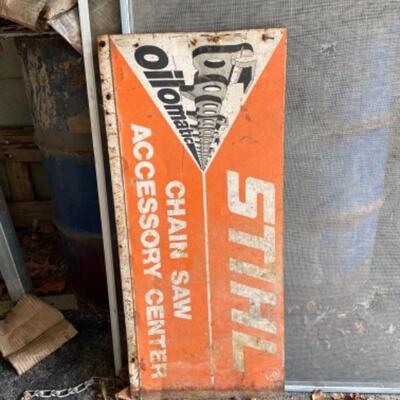 oilomatic
STIHL
CHAIN SAW
ACCESSORY CENTER